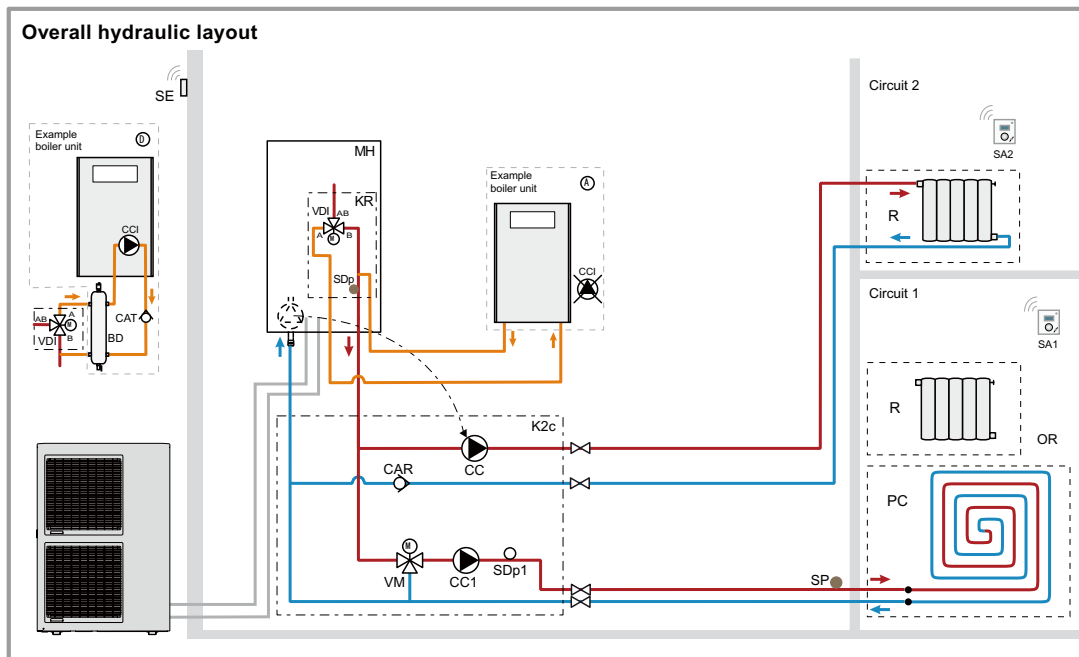 Overall hydraulic layout
SE
Example
boiler unit
D
CCI
CAT
AB
A
M
B
VDI
BD
MH
KR
VDI
AB
A
M
B
SDp
Example
boiler unit
A
CCI
K2c
CC
CAR
M
VM
CC1
SDp1
SP
Circuit 2
SA2
R
Circuit 1
SA1
R
OR
PC